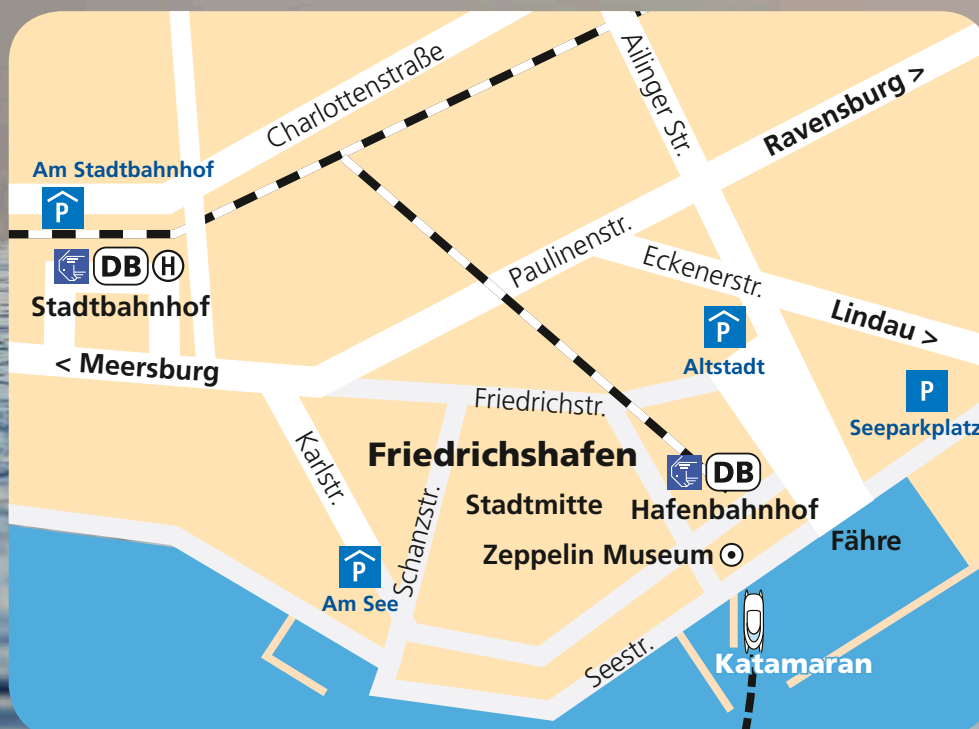 Charlottenstraße
Ailinger Str.
Ravensburg >
Am Stadtbahnhof
P
DB H
Stadtbahnhof
Paulinenstr.
Eckenerstr.
Lindau >
P
Altstadt
< Meersburg
P
Seeparkplatz
Friedrichstr.
Karlstr.
Friedrichshafen
Schanzstr.
Stadtmitte
DB
Hafenbahnhof
Zeppelin Museum
Fähre
P
Am See
Seestr.
Katamaran